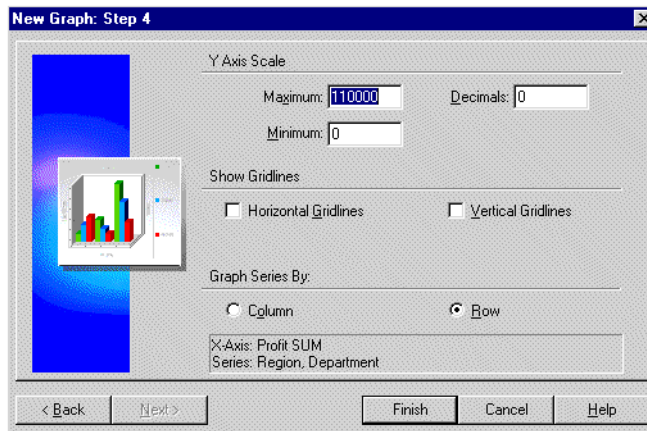 New Graph: Step 4
Y Axis Scale
Maximum: 110000 Decimals: 0
Minimum: 0
Show Gridlines
Horizontal Gridlines Vertical Gridlines
Graph Series By:
Column Row
X-Axis: Profit SUM
Series: Region, Department
< Back Next > Finish Cancel Help